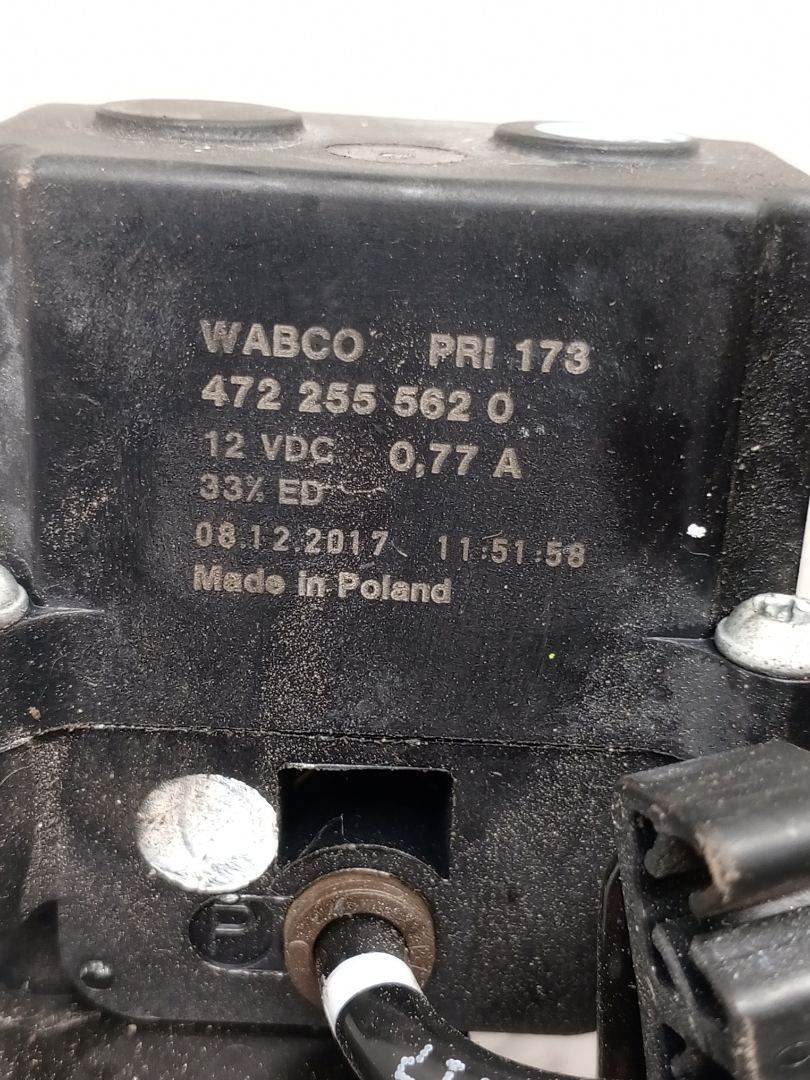 WABCO PRI 173
472 255 562 0
12 VDC 0,77 A
33% ED
08.12.2017 11:51:58
Made in Poland
P